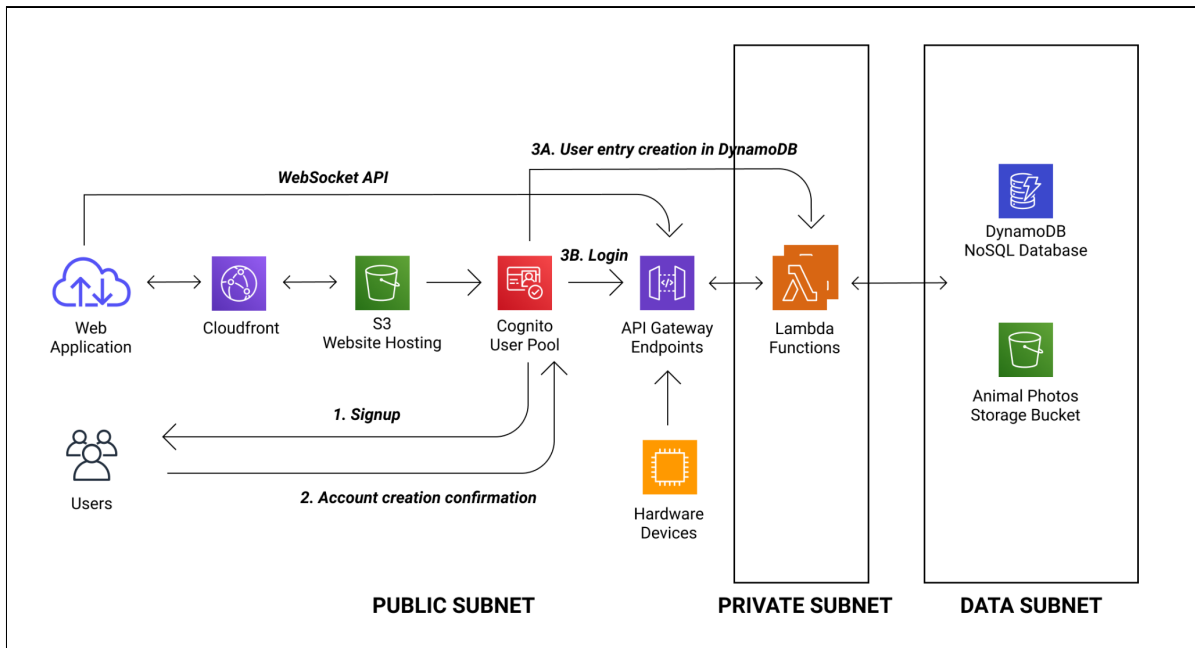 3A. User entry creation in DynamoDB
WebSocket API
3B. Login
Web
Application
Cloudfront
S3
Website Hosting
Cognito
User Pool
API Gateway
Endpoints
Lambda
Functions
DynamoDB
NoSQL Database
Animal Photos
Storage Bucket
1. Signup
2. Account creation confirmation
Users
Hardware
Devices
PUBLIC SUBNET
PRIVATE SUBNET
DATA SUBNET